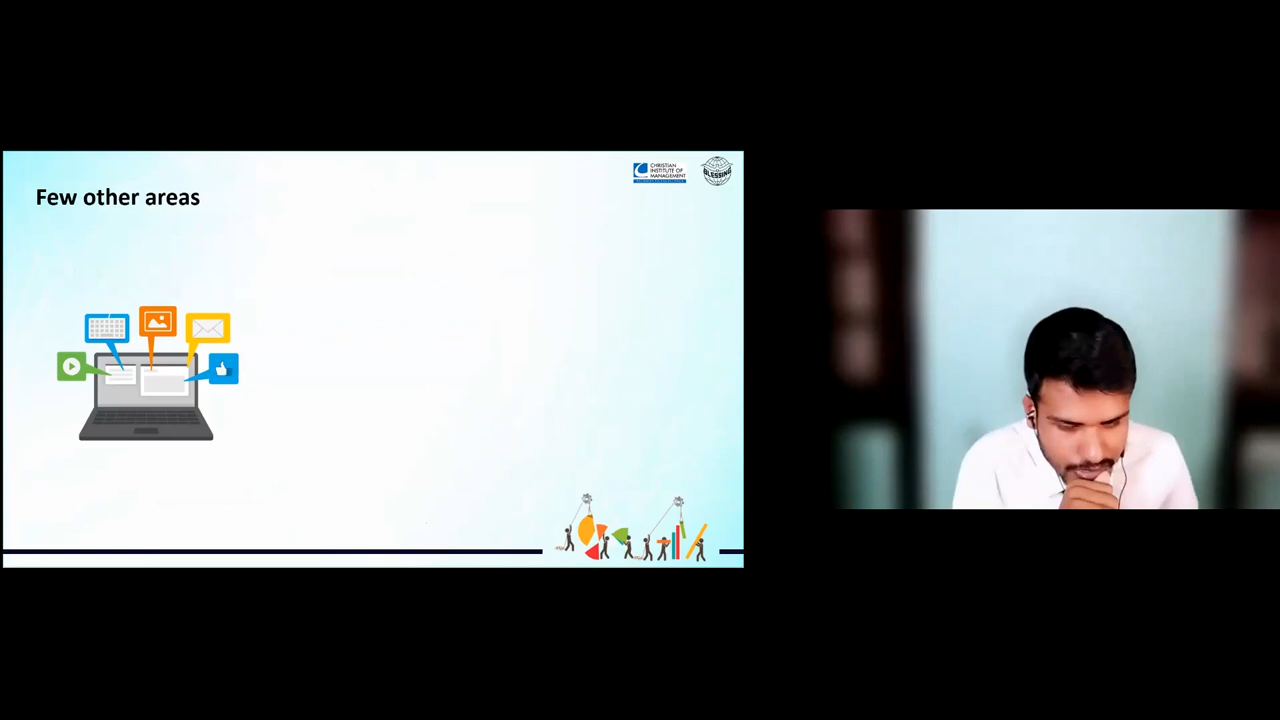 Few other areas
CHRISTIAN
INSTITUTE OF
MANAGEMENT
BLESSING